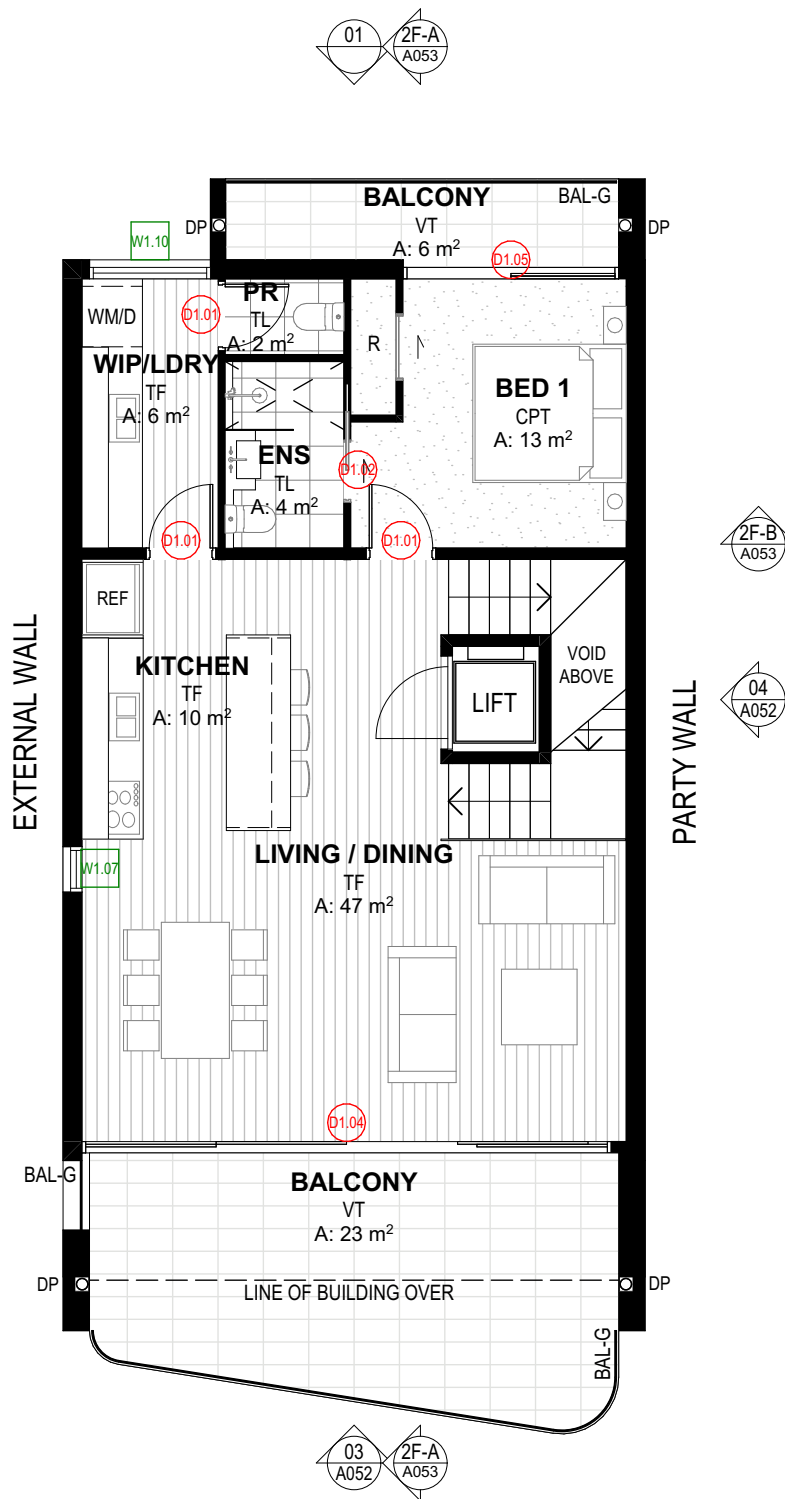 01
2F-A
A053
BALCONY
BAL-G
VT
A: 6 m²
DP
DP
W1.10
D1.05
PR
TL
A: 2 m²
D1.01
WM/D
WIP/LDRY
TF
A: 6 m²
R
BED 1
CPT
A: 13 m²
ENS
TL
A: 4 m²
D1.02
D1.01
D1.01
2F-B
A053
REF
EXTERNAL WALL
KITCHEN
TF
A: 10 m²
VOID
ABOVE
LIFT
04
A052
PARTY WALL
W1.07
LIVING / DINING
TF
A: 47 m²
D1.04
BAL-G
BALCONY
VT
A: 23 m²
DP
DP
LINE OF BUILDING OVER
BAL-G
03
A052
2F-A
A053